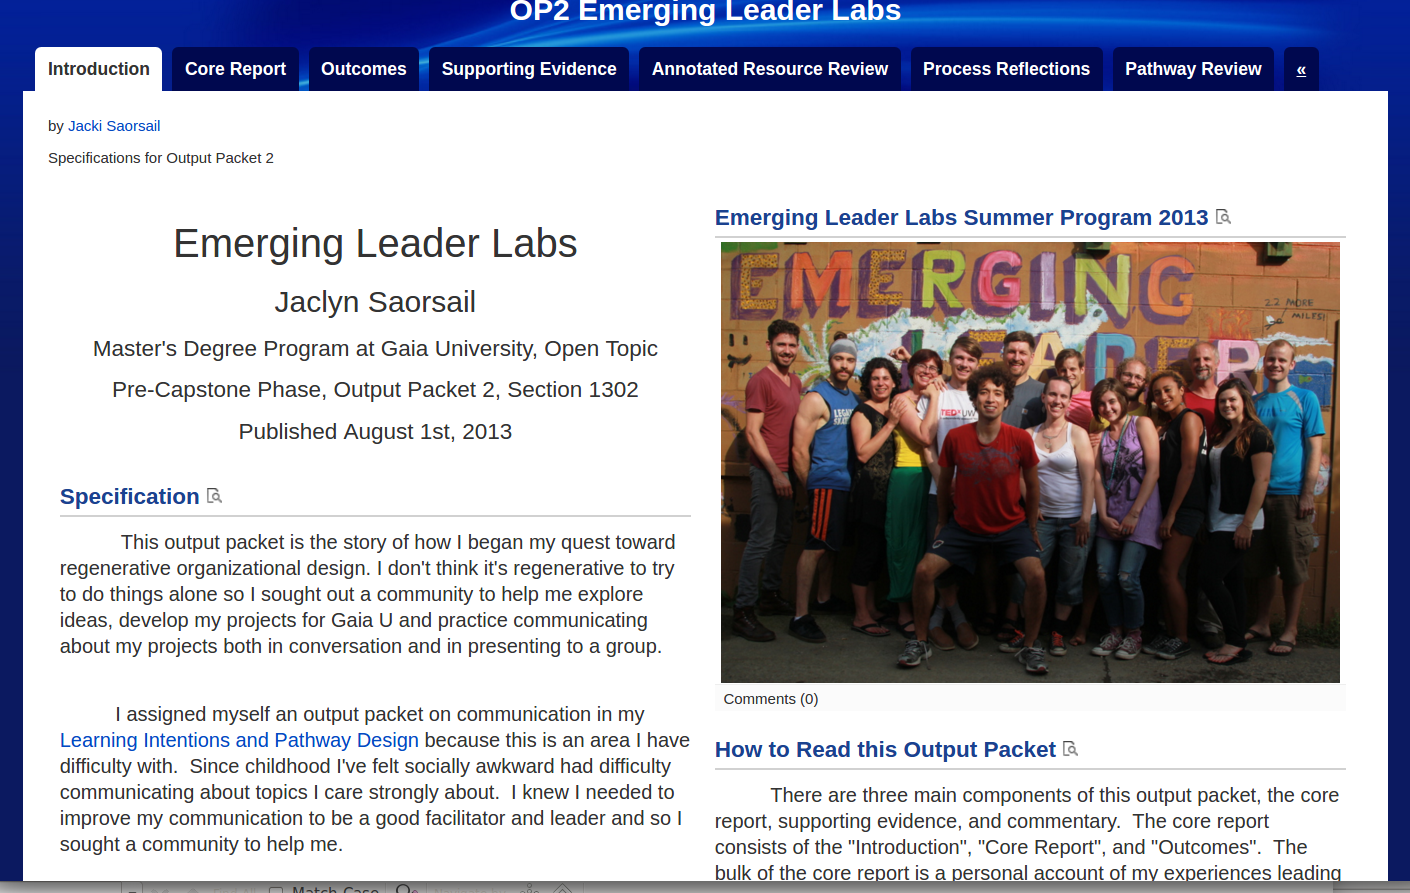 OP2 Emerging Leader Labs
Introduction
Core Report
Outcomes
Supporting Evidence
Annotated Resource Review
Process Reflections
Pathway Review
«
by Jacki Saorsail
Specifications for Output Packet 2
Emerging Leader Labs
Jaclyn Saorsail
Master's Degree Program at Gaia University, Open Topic
Pre-Capstone Phase, Output Packet 2, Section 1302
Published August 1st, 2013
Specification
This output packet is the story of how I began my quest toward
regenerative organizational design. I don't think it's regenerative to try
to do things alone so I sought out a community to help me explore
ideas, develop my projects for Gaia U and practice communicating
about my projects both in conversation and in presenting to a group.
I assigned myself an output packet on communication in my
Learning Intentions and Pathway Design because this is an area I have
difficulty with.  Since childhood I've felt socially awkward had difficulty
communicating about topics I care strongly about.  I knew I needed to
improve my communication to be a good facilitator and leader and so I
sought a community to help me.
Emerging Leader Labs Summer Program 2013
EMERGING
LEADER
22 MORE
MILES!
TEDxUW
Comments (0)
How to Read this Output Packet
There are three main components of this output packet, the core
report, supporting evidence, and commentary.  The core report
consists of the "Introduction", "Core Report", and "Outcomes".  The
bulk of the core report is a personal account of my experiences leading
Match Case